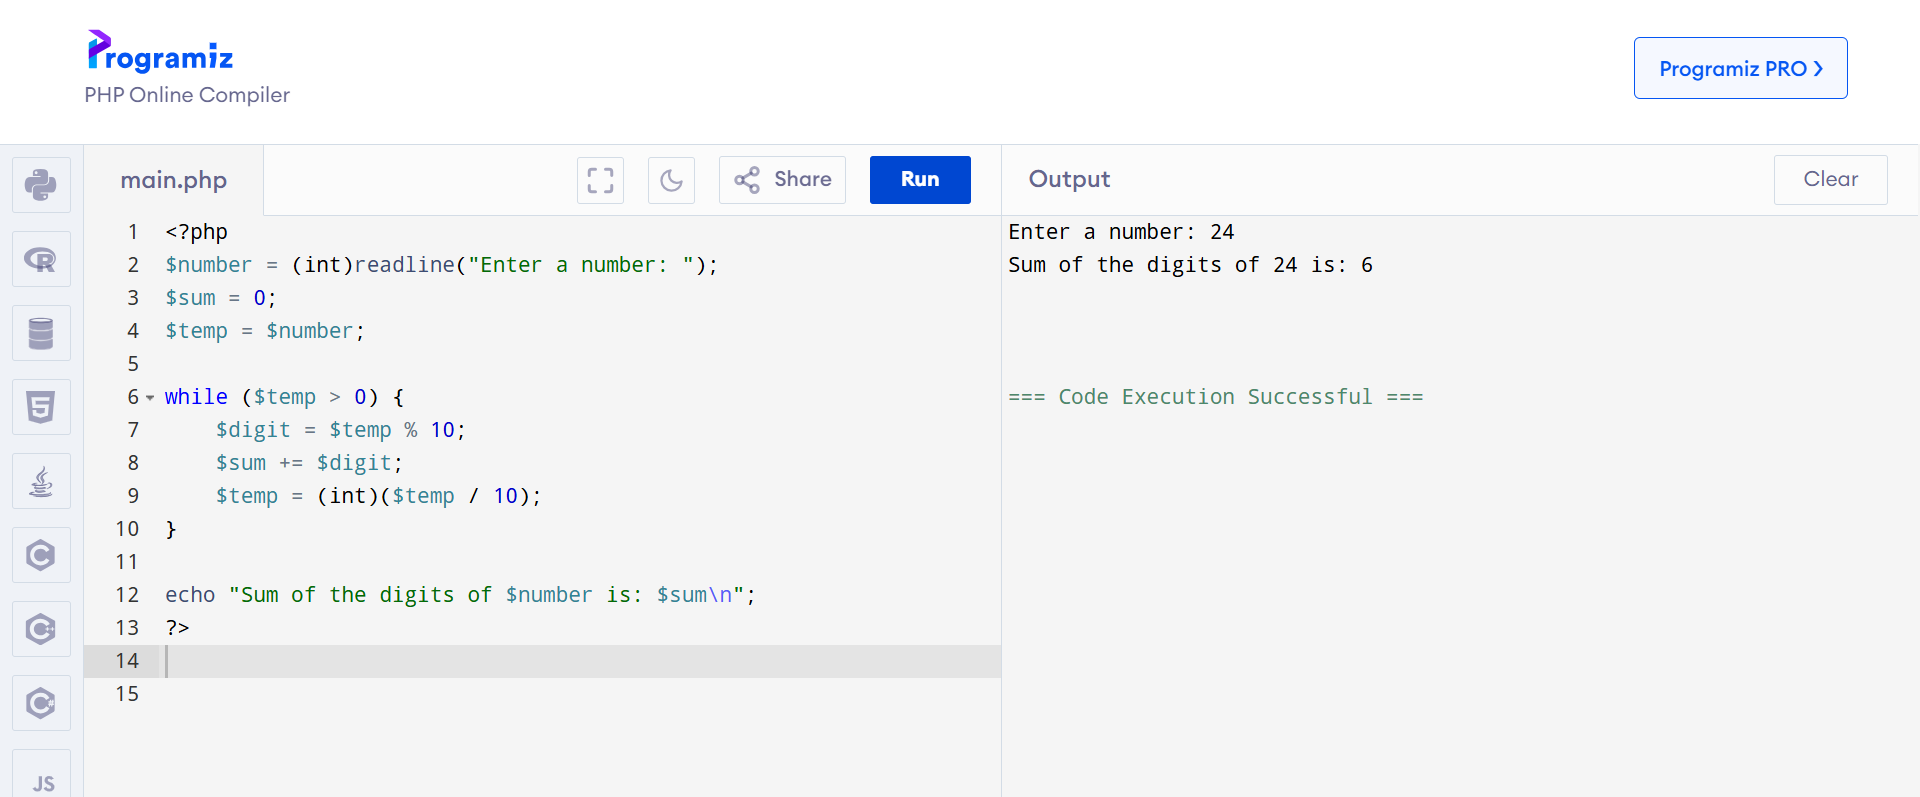 Programiz
PHP Online Compiler
Programiz PRO ❯
main.php
Share
Run
Output
Clear
1 <?php
2 $number = (int)readline("Enter a number: ");
3 $sum = 0;
4 $temp = $number;
5
6 while ($temp > 0) {
7     $digit = $temp % 10;
8     $sum += $digit;
9     $temp = (int)($temp / 10);
10 }
11
12 echo "Sum of the digits of $number is: $sum\n";
13 ?>
14
15
Enter a number: 24
Sum of the digits of 24 is: 6
=== Code Execution Successful ===
R
5
C
C++
C#
JS